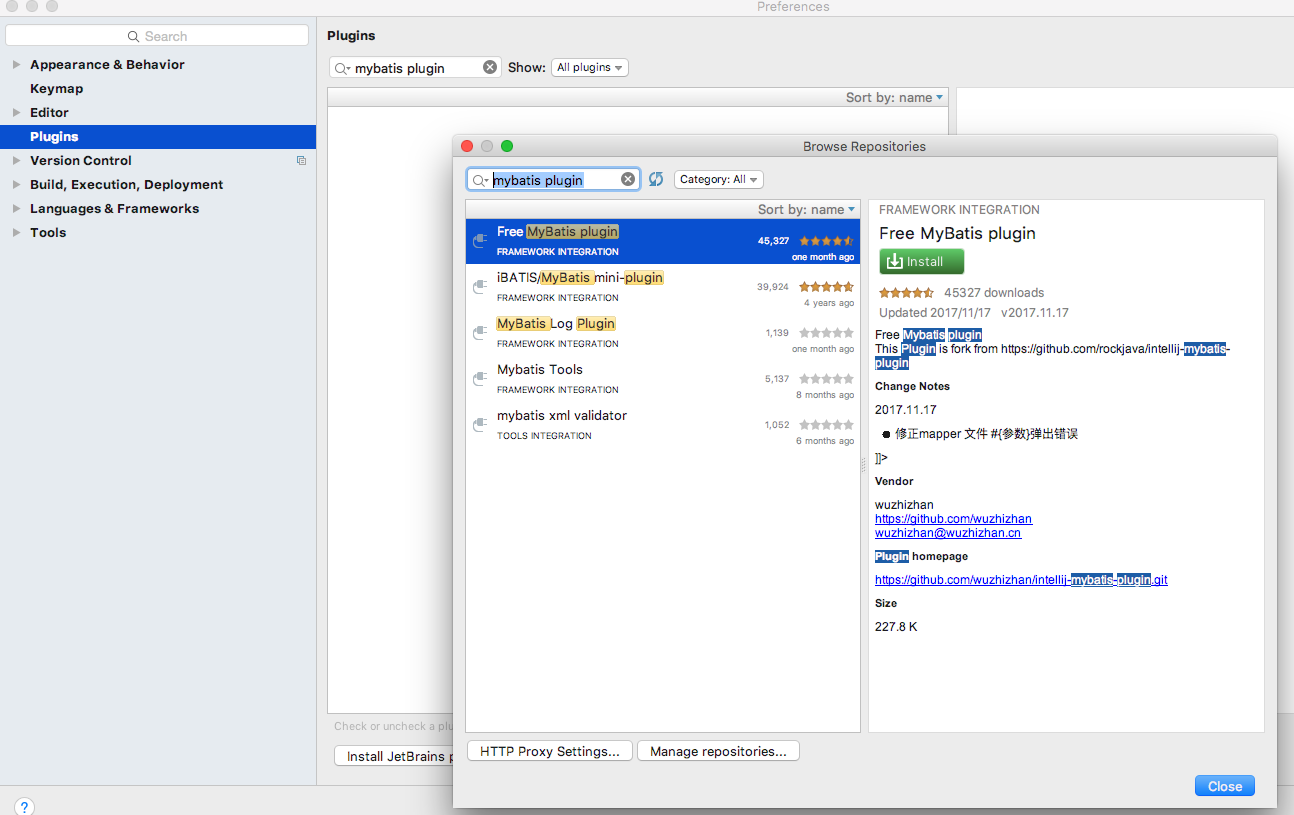 Preferences
Search
Appearance & Behavior
Keymap
Editor
Plugins
Version Control
Build, Execution, Deployment
Languages & Frameworks
Tools
?
Plugins
mybatis plugin
Show: All plugins
Sort by: name
Check or uncheck a
Install JetBrains
Browse Repositories
mybatis plugin
Category: All
Sort by: name
Free MyBatis plugin
45,327
FRAMEWORK INTEGRATION
one month ago
iBATIS/MyBatis mini-plugin
39,924
FRAMEWORK INTEGRATION
4 years ago
MyBatis Log Plugin
1,139
FRAMEWORK INTEGRATION
one month ago
Mybatis Tools
5,137
FRAMEWORK INTEGRATION
8 months ago
mybatis xml validator
1,052
TOOLS INTEGRATION
6 months ago
FRAMEWORK INTEGRATION
Free MyBatis plugin
Install
45327 downloads
Updated 2017/11/17 v2017.11.17
Free Mybatis plugin
This Plugin is fork from https://github.com/rockjava/intellij-mybatis-
plugin
Change Notes
2017.11.17
修正mapper 文件 #{参数}弹出错误
]]>
Vendor
wuzhizhan
https://github.com/wuzhizhan
wuzhizhan@wuzhizhan.cn
Plugin homepage
https://github.com/wuzhizhan/intellij-mybatis-plugin.git
Size
227.8 K
HTTP Proxy Settings...
Manage repositories...
Close